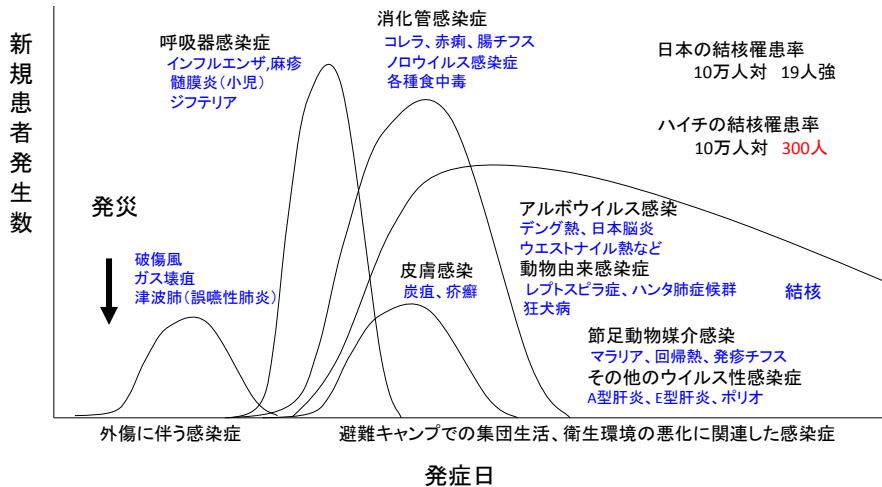 新規患者発生数
呼吸器感染症
インフルエンザ,麻疹
髄膜炎（小児）
ジフテリア
消化管感染症
コレラ、赤痢、腸チフス
ノロウイルス感染症
各種食中毒
日本の結核罹患率
10万人対 19人強
ハイチの結核罹患率
10万人対 300人
発災
破傷風
ガス壊疽
津波肺（誤嚥性肺炎）
皮膚感染
炭疽、疥癬
アルボウイルス感染
デング熱、日本脳炎
ウエストナイル熱など
動物由来感染症
レプトスピラ症、ハンタ肺症候群
狂犬病
結核
節足動物媒介感染
マラリア、回帰熱、発疹チフス
その他のウイルス性感染症
A型肝炎、E型肝炎、ポリオ
外傷に伴う感染症
避難キャンプでの集団生活、衛生環境の悪化に関連した感染症
発症日